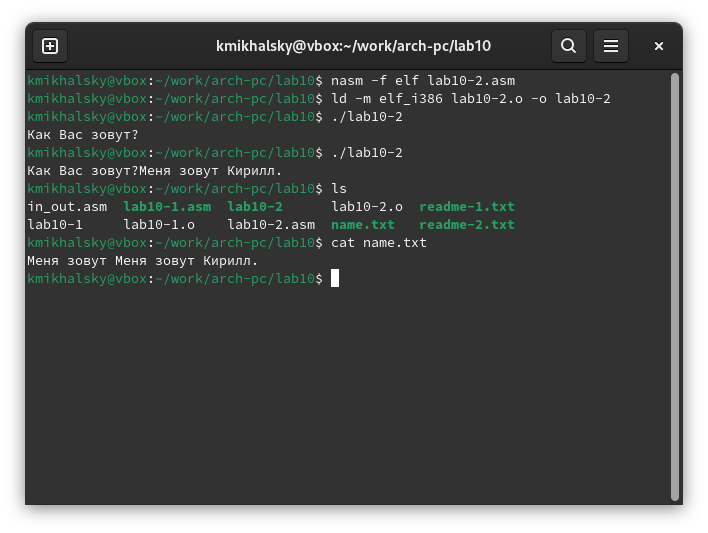 kmikhalsky@vbox:~/work/arch-pc/lab10
kmikhalsky@vbox:~/work/arch-pc/lab10$ nasm -f elf lab10-2.asm
kmikhalsky@vbox:~/work/arch-pc/lab10$ ld -m elf_i386 lab10-2.o -o lab10-2
kmikhalsky@vbox:~/work/arch-pc/lab10$ ./lab10-2
Как Вас зовут?
kmikhalsky@vbox:~/work/arch-pc/lab10$ ./lab10-2
Как Вас зовут?Меня зовут Кирилл.
kmikhalsky@vbox:~/work/arch-pc/lab10$ ls
in_out.asm  lab10-1.asm  lab10-2      lab10-2.o  readme-1.txt
lab10-1     lab10-1.o    lab10-2.asm  name.txt   readme-2.txt
kmikhalsky@vbox:~/work/arch-pc/lab10$ cat name.txt
Меня зовут Меня зовут Кирилл.
kmikhalsky@vbox:~/work/arch-pc/lab10$